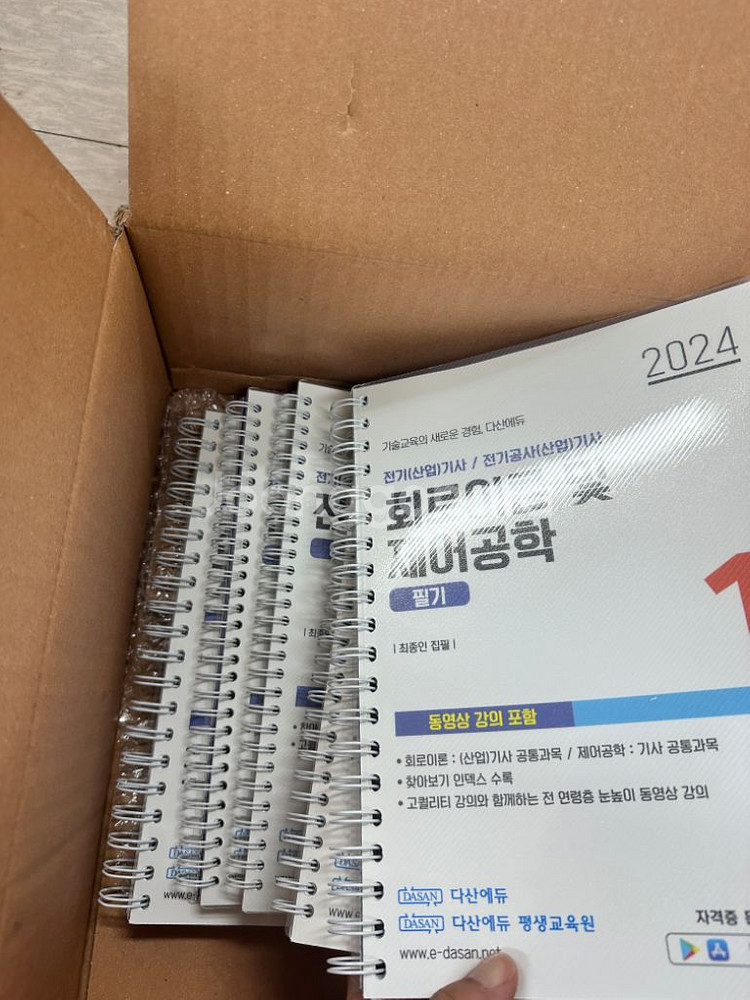 2024
기술교육의 새로운 경험, 다산에듀
전기(산업)기사 / 전기공사(산업)기사
회로이론 및
제어공학
필기
1
| 최종인 집필 |
동영상 강의 포함
• 회로이론 : (산업)기사 공통과목 / 제어공학 : 기사 공통과목
• 찾아보기 인덱스 수록
• 고퀄리티 강의와 함께하는 전 연령층 눈높이 동영상 강의
DASAN 다산에듀
DASAN 다산에듀 평생교육원
www.e-dasan.net
자격증